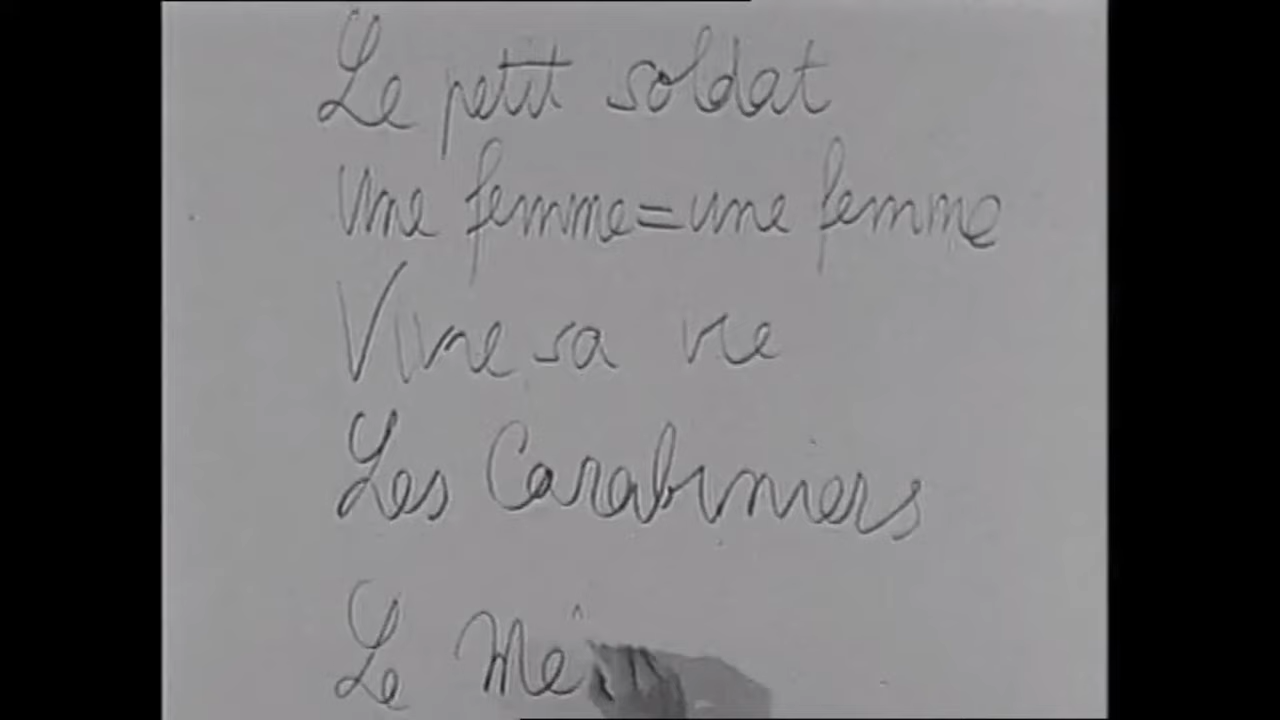 Le petit soldat
Une femme=une femme
Vivre sa vie
Les Carabiniers
Le Mé